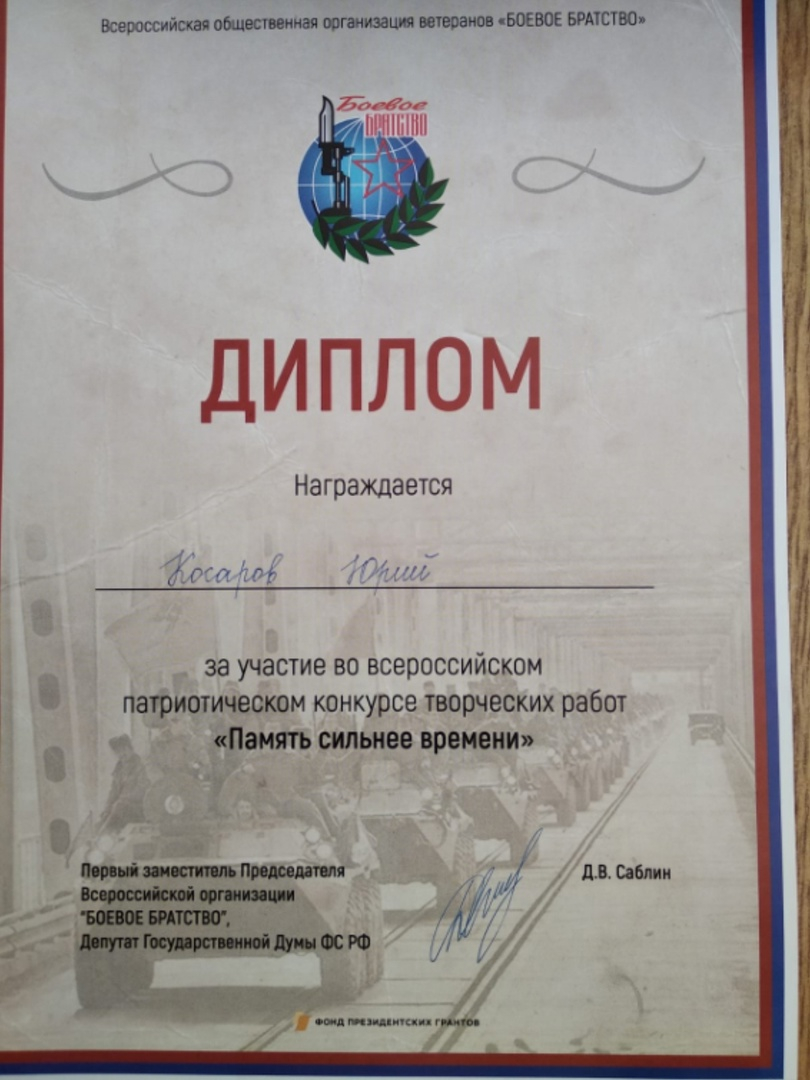 Всероссийская общественная организация ветеранов «БОЕВОЕ БРАТСТВО»
Боевое
БРАТСТВО
ДИПЛОМ
Награждается
Косаров Юрий
за участие во всероссийском
патриотическом конкурсе творческих работ
«Память сильнее времени»
Первый заместитель Председателя
Всероссийской организации
"БОЕВОЕ БРАТСТВО",
Депутат Государственной Думы ФС РФ
Д.В. Саблин
ФОНД ПРЕЗИДЕНТСКИХ ГРАНТОВ